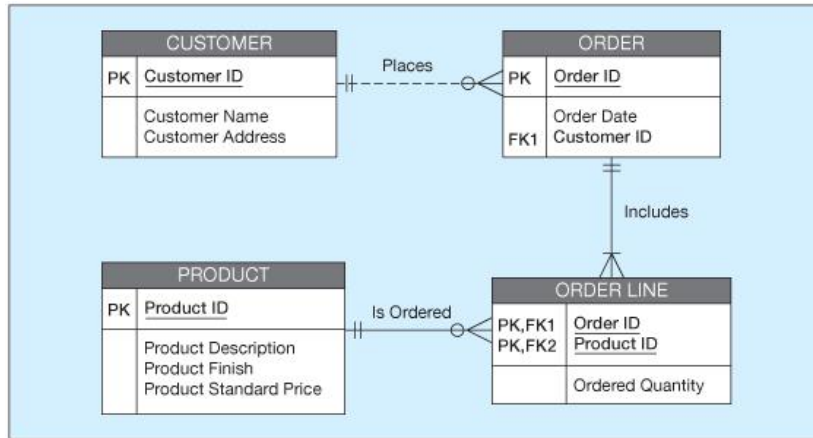 CUSTOMER
PK Customer ID
Customer Name
Customer Address
Places
ORDER
PK Order ID
Order Date
FK1 Customer ID
Includes
PRODUCT
PK Product ID
Product Description
Product Finish
Product Standard Price
Is Ordered
ORDER LINE
PK,FK1 Order ID
PK,FK2 Product ID
Ordered Quantity